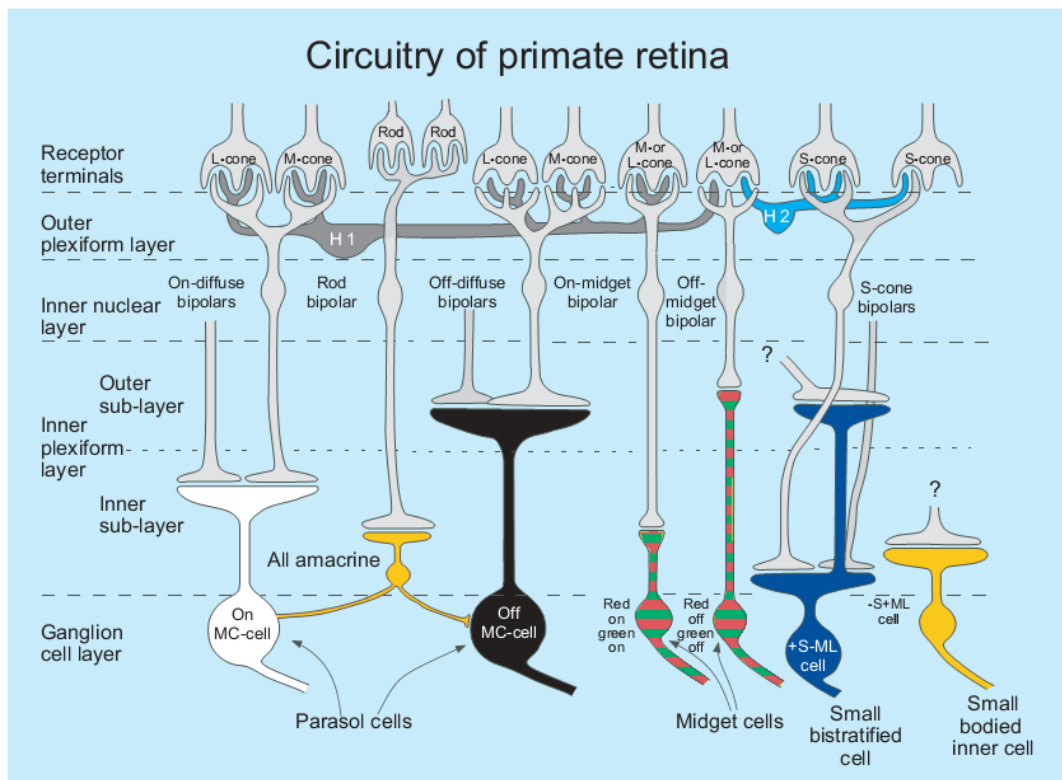 Circuitry of primate retina
Rod
Rod
L-cone
M-cone
L-cone
M-cone
M-or
L-cone
M-or
L-cone
S-cone
S-cone
Receptor
terminals
Outer
plexiform layer
H 1
H 2
On-diffuse
bipolars
Rod
bipolar
Off-diffuse
bipolars
On-midget
bipolar
Off-
midget
bipolar
S-cone
bipolars
Inner nuclear
layer
?
Outer sub-layer
Inner
plexiform
layer
Inner
sub-layer
?
All amacrine
On
MC-cell
Off
MC-cell
Red
on
green
on
Red
off
green
off
-S+ML
cell
+S-ML
cell
Ganglion
cell layer
Parasol cells
Midget cells
Small
bistratified
cell
Small
bodied
inner cell